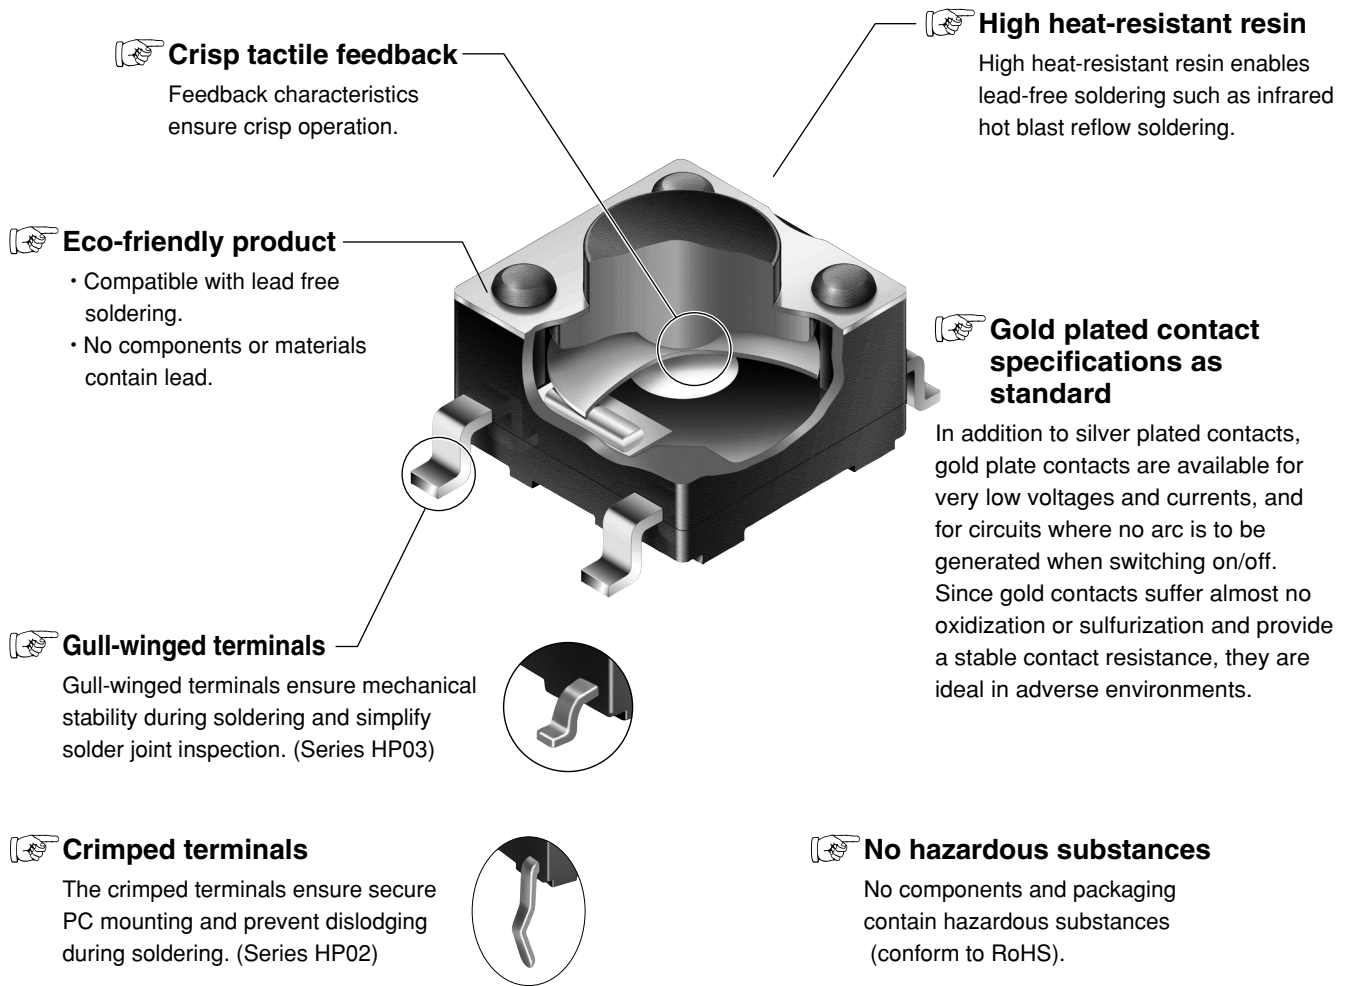 Crisp tactile feedback
Feedback characteristics
ensure crisp operation.
High heat-resistant resin
High heat-resistant resin enables
lead-free soldering such as infrared
hot blast reflow soldering.
Eco-friendly product
・Compatible with lead free
soldering.
・No components or materials
contain lead.
Gold plated contact
specifications as
standard
In addition to silver plated contacts,
gold plate contacts are available for
very low voltages and currents, and
for circuits where no arc is to be
generated when switching on/off.
Since gold contacts suffer almost no
oxidization or sulfurization and provide
a stable contact resistance, they are
ideal in adverse environments.
Gull-winged terminals
Gull-winged terminals ensure mechanical
stability during soldering and simplify
solder joint inspection. (Series HP03)
Crimped terminals
The crimped terminals ensure secure
PC mounting and prevent dislodging
during soldering. (Series HP02)
No hazardous substances
No components and packaging
contain hazardous substances
(conform to RoHS).